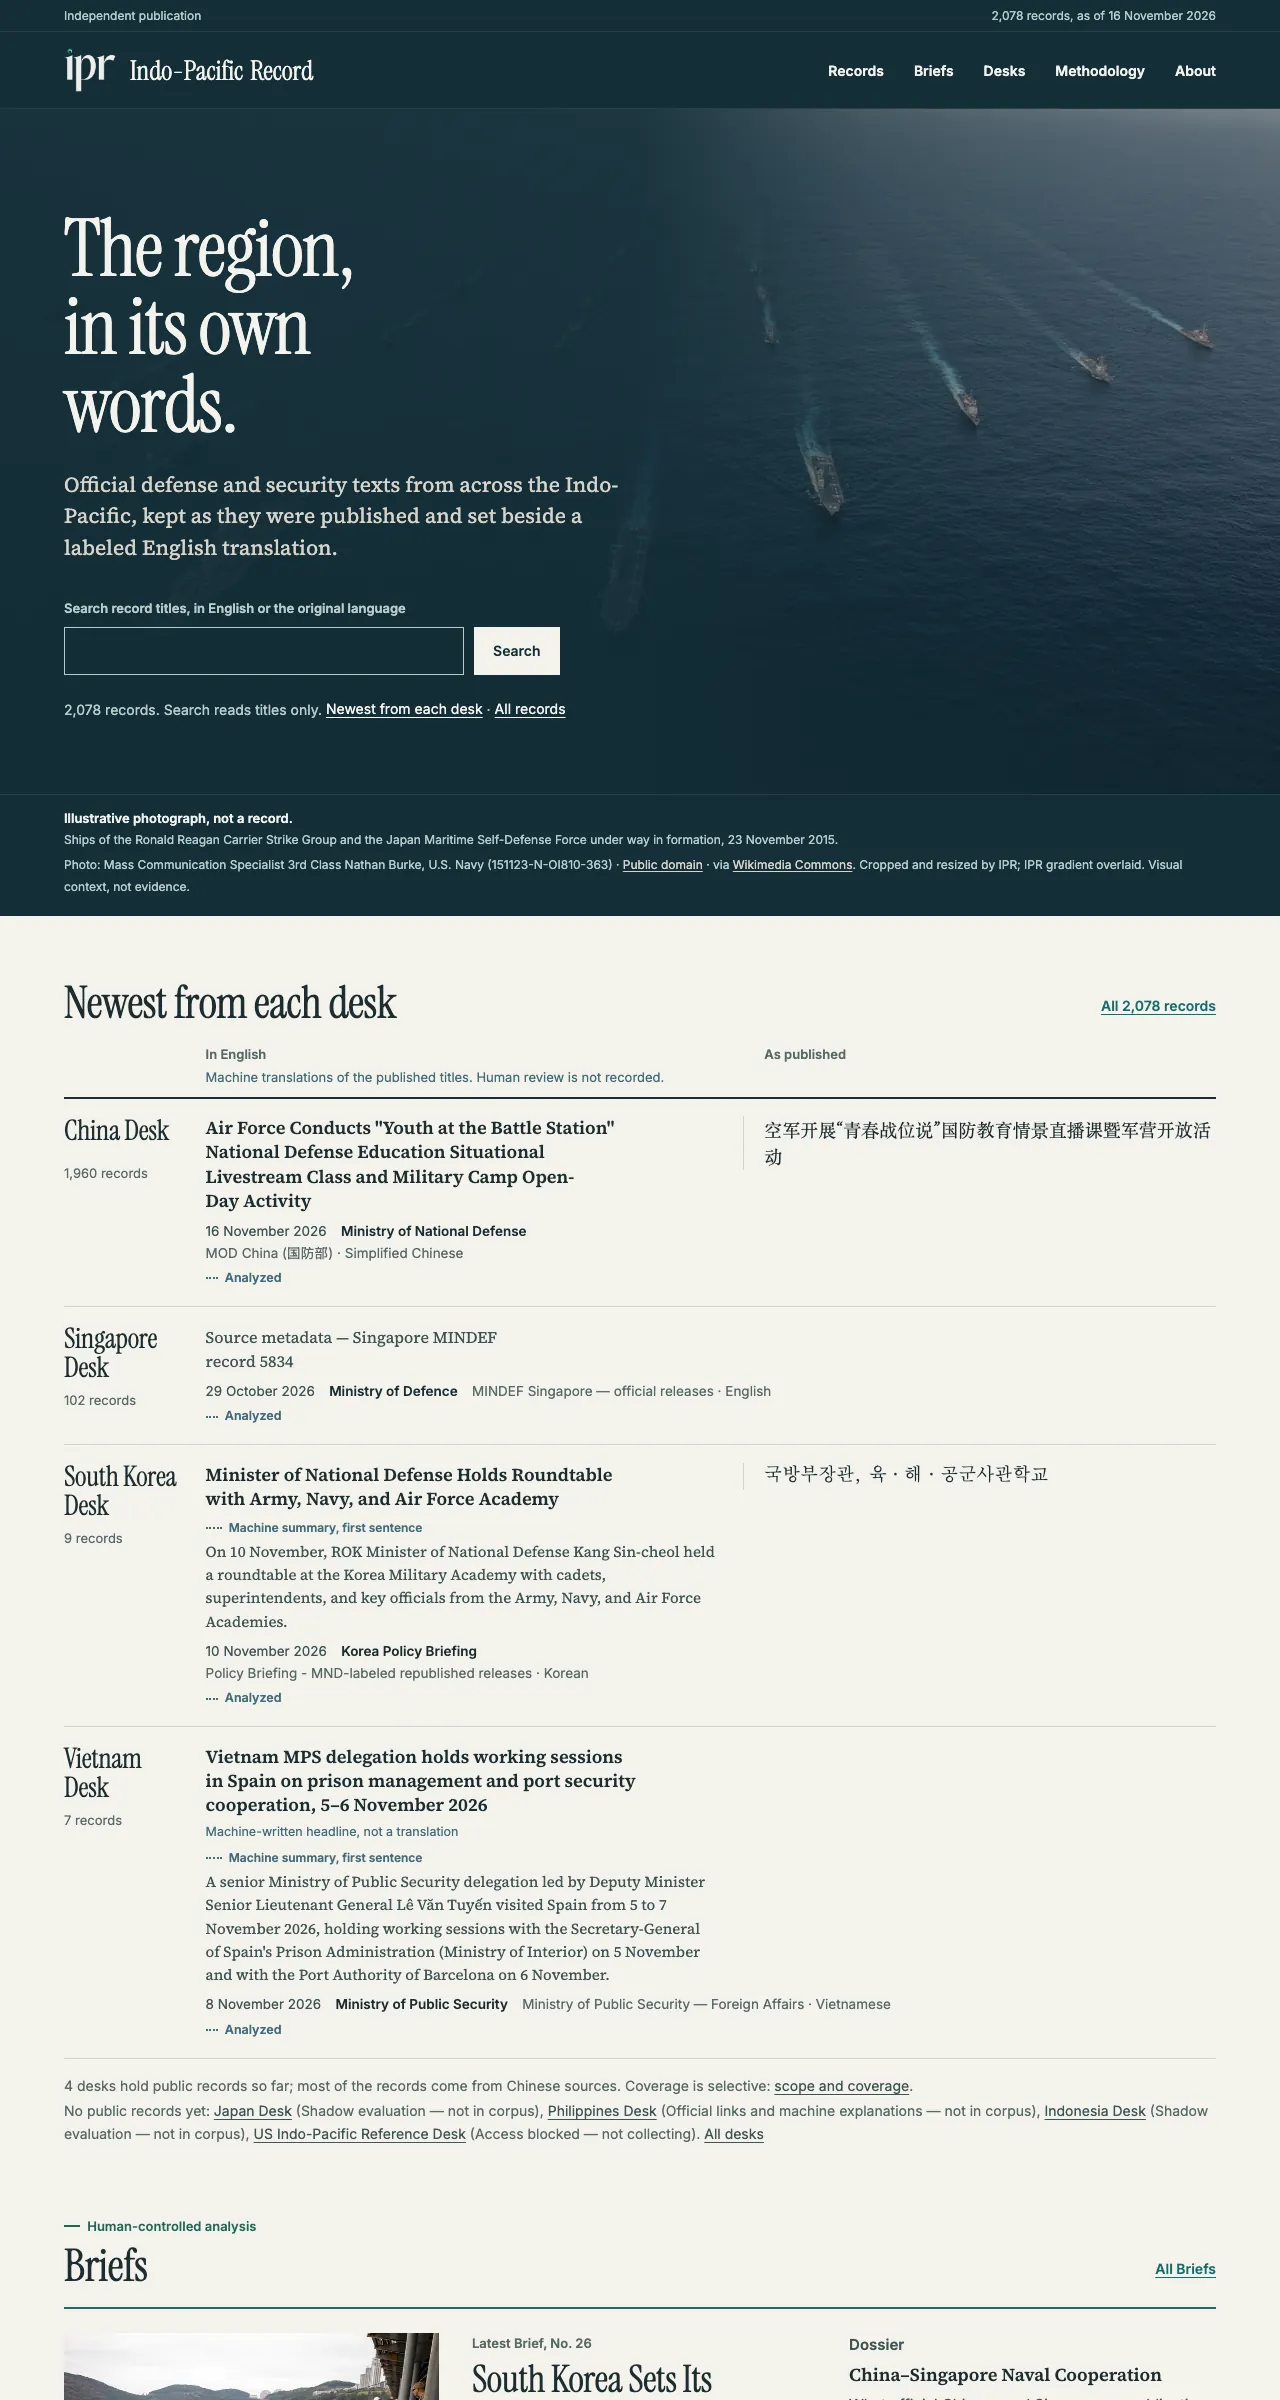 Independent publication
2,078 records, as of 16 November 2026
ipr Indo-Pacific Record
Records Briefs Desks Methodology About
The region,
in its own
words.
Official defense and security texts from across the Indo-
Pacific, kept as they were published and set beside a
labeled English translation.
Search record titles, in English or the original language
Search
2,078 records. Search reads titles only. Newest from each desk · All records
Illustrative photograph, not a record.
Ships of the Ronald Reagan Carrier Strike Group and the Japan Maritime Self-Defense Force under way in formation, 23 November 2015.
Photo: Mass Communication Specialist 3rd Class Nathan Burke, U.S. Navy (151123-N-OI810-363) · Public domain · via Wikimedia Commons. Cropped and resized by IPR; IPR gradient overlaid. Visual
context, not evidence.
Newest from each desk
All 2,078 records
In English
As published
Machine translations of the published titles. Human review is not recorded.
China Desk
1,960 records
Air Force Conducts "Youth at the Battle Station"
National Defense Education Situational
Livestream Class and Military Camp Open-
Day Activity
16 November 2026 Ministry of National Defense
MOD China (国防部) · Simplified Chinese
Analyzed
空军开展“青春战位说”国防教育情景直播课暨军营开放活
动
Singapore
Desk
102 records
Source metadata — Singapore MINDEF
record 5834
29 October 2026 Ministry of Defence MINDEF Singapore — official releases · English
Analyzed
South Korea
Desk
9 records
Minister of National Defense Holds Roundtable
with Army, Navy, and Air Force Academy
Machine summary, first sentence
On 10 November, ROK Minister of National Defense Kang Sin-cheol held
a roundtable at the Korea Military Academy with cadets,
superintendents, and key officials from the Army, Navy, and Air Force
Academies.
10 November 2026 Korea Policy Briefing
Policy Briefing - MND-labeled republished releases · Korean
Analyzed
국방부장관, 육·해·공군사관학교
Vietnam
Desk
7 records
Vietnam MPS delegation holds working sessions
in Spain on prison management and port security
cooperation, 5–6 November 2026
Machine-written headline, not a translation
Machine summary, first sentence
A senior Ministry of Public Security delegation led by Deputy Minister
Senior Lieutenant General Lê Văn Tuyến visited Spain from 5 to 7
November 2026, holding working sessions with the Secretary-General
of Spain's Prison Administration (Ministry of Interior) on 5 November
and with the Port Authority of Barcelona on 6 November.
8 November 2026 Ministry of Public Security Ministry of Public Security — Foreign Affairs · Vietnamese
Analyzed
4 desks hold public records so far; most of the records come from Chinese sources. Coverage is selective: scope and coverage.
No public records yet: Japan Desk (Shadow evaluation — not in corpus), Philippines Desk (Official links and machine explanations — not in corpus), Indonesia Desk (Shadow
evaluation — not in corpus), US Indo-Pacific Reference Desk (Access blocked — not collecting). All desks
Human-controlled analysis
Briefs
All Briefs
Latest Brief, No. 26
South Korea Sets Its
Dossier
China–Singapore Naval Cooperation